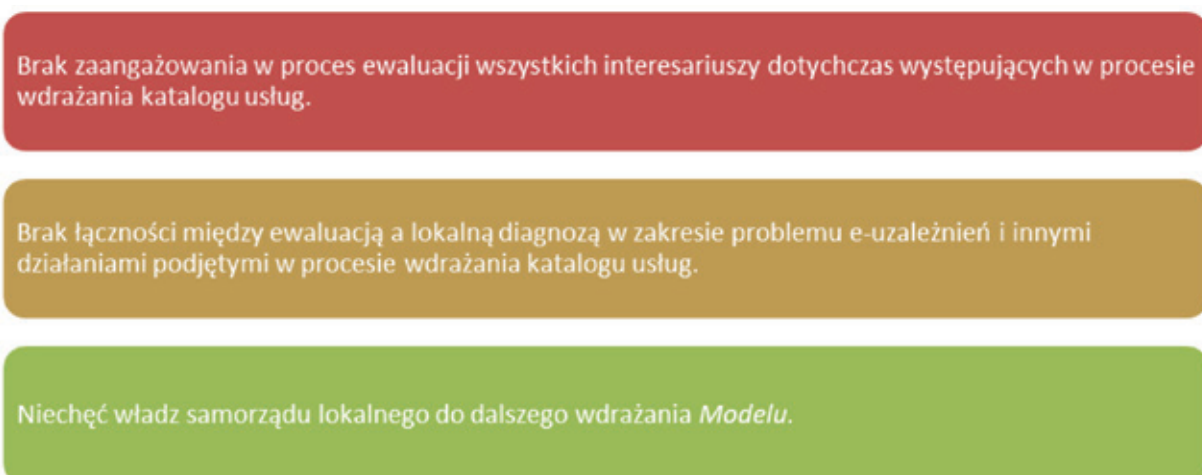 Brak zaangażowania w proces ewaluacji wszystkich interesariuszy dotychczas występujących w procesie
wdrażania katalogu usług.
Brak łączności między ewaluacją a lokalną diagnozą w zakresie problemu e-uzależnień i innymi
działaniami podjętymi w procesie wdrażania katalogu usług.
Niechęć władz samorządu lokalnego do dalszego wdrażania Modelu.